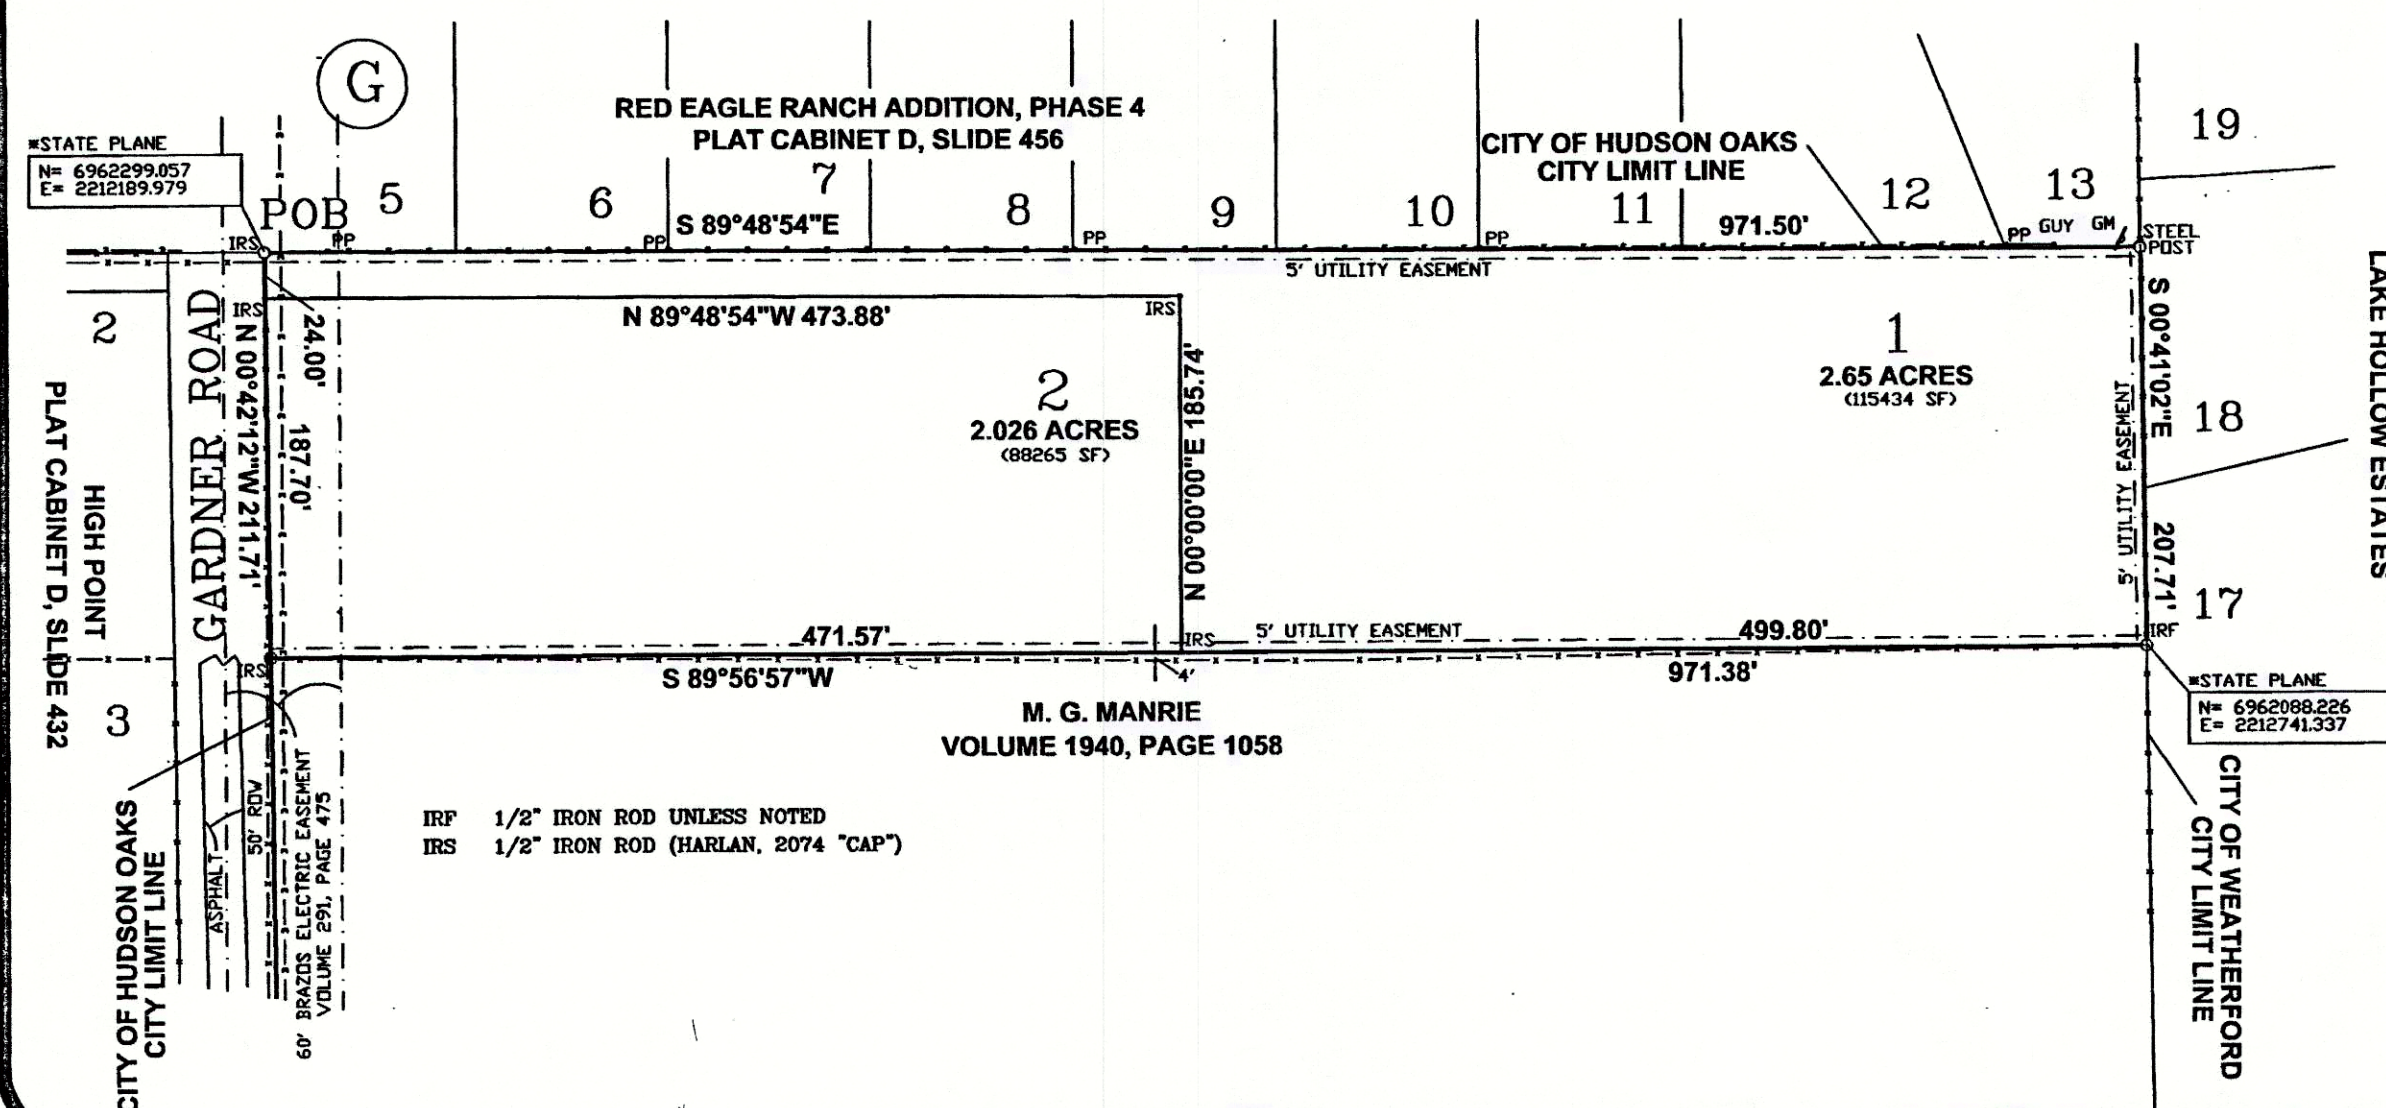 G
RED EAGLE RANCH ADDITION, PHASE 4
PLAT CABINET D, SLIDE 456
*STATE PLANE
N= 6962299.057
E= 2212189.979
CITY OF HUDSON OAKS
CITY LIMIT LINE
POB
5
6
7
8
9
10
11
12
13
19
S 89°48'54"E
971.50'
IRS
PP
PP
PP
PP
PP
GUY
GM
STEEL
POST
5' UTILITY EASEMENT
IRS
N 89°48'54"W 473.88'
IRS
24.00'
187.70'
N 00°42'12"W 211.71'
GARDNER ROAD
2
HIGH POINT
PLAT CABINET D, SLIDE 432
3
2
2.026 ACRES
(88265 SF)
N 00°00'00"E 185.74'
1
2.65 ACRES
(115434 SF)
S 00°41'02"E
207.71'
5' UTILITY EASEMENT
18
17
LAKE HOLLOW ESTATES
471.57'
IRS
5' UTILITY EASEMENT
499.80'
IRF
IRS
S 89°56'57"W
4'
971.38'
*STATE PLANE
N= 6962088.226
E= 2212741.337
M. G. MANRIE
VOLUME 1940, PAGE 1058
IRF 1/2" IRON ROD UNLESS NOTED
IRS 1/2" IRON ROD (HARLAN, 2074 "CAP")
CITY OF HUDSON OAKS
CITY LIMIT LINE
ASPHALT
50' ROW
60' BRAZOS ELECTRIC EASEMENT
VOLUME 291, PAGE 475
CITY OF WEATHERFORD
CITY LIMIT LINE